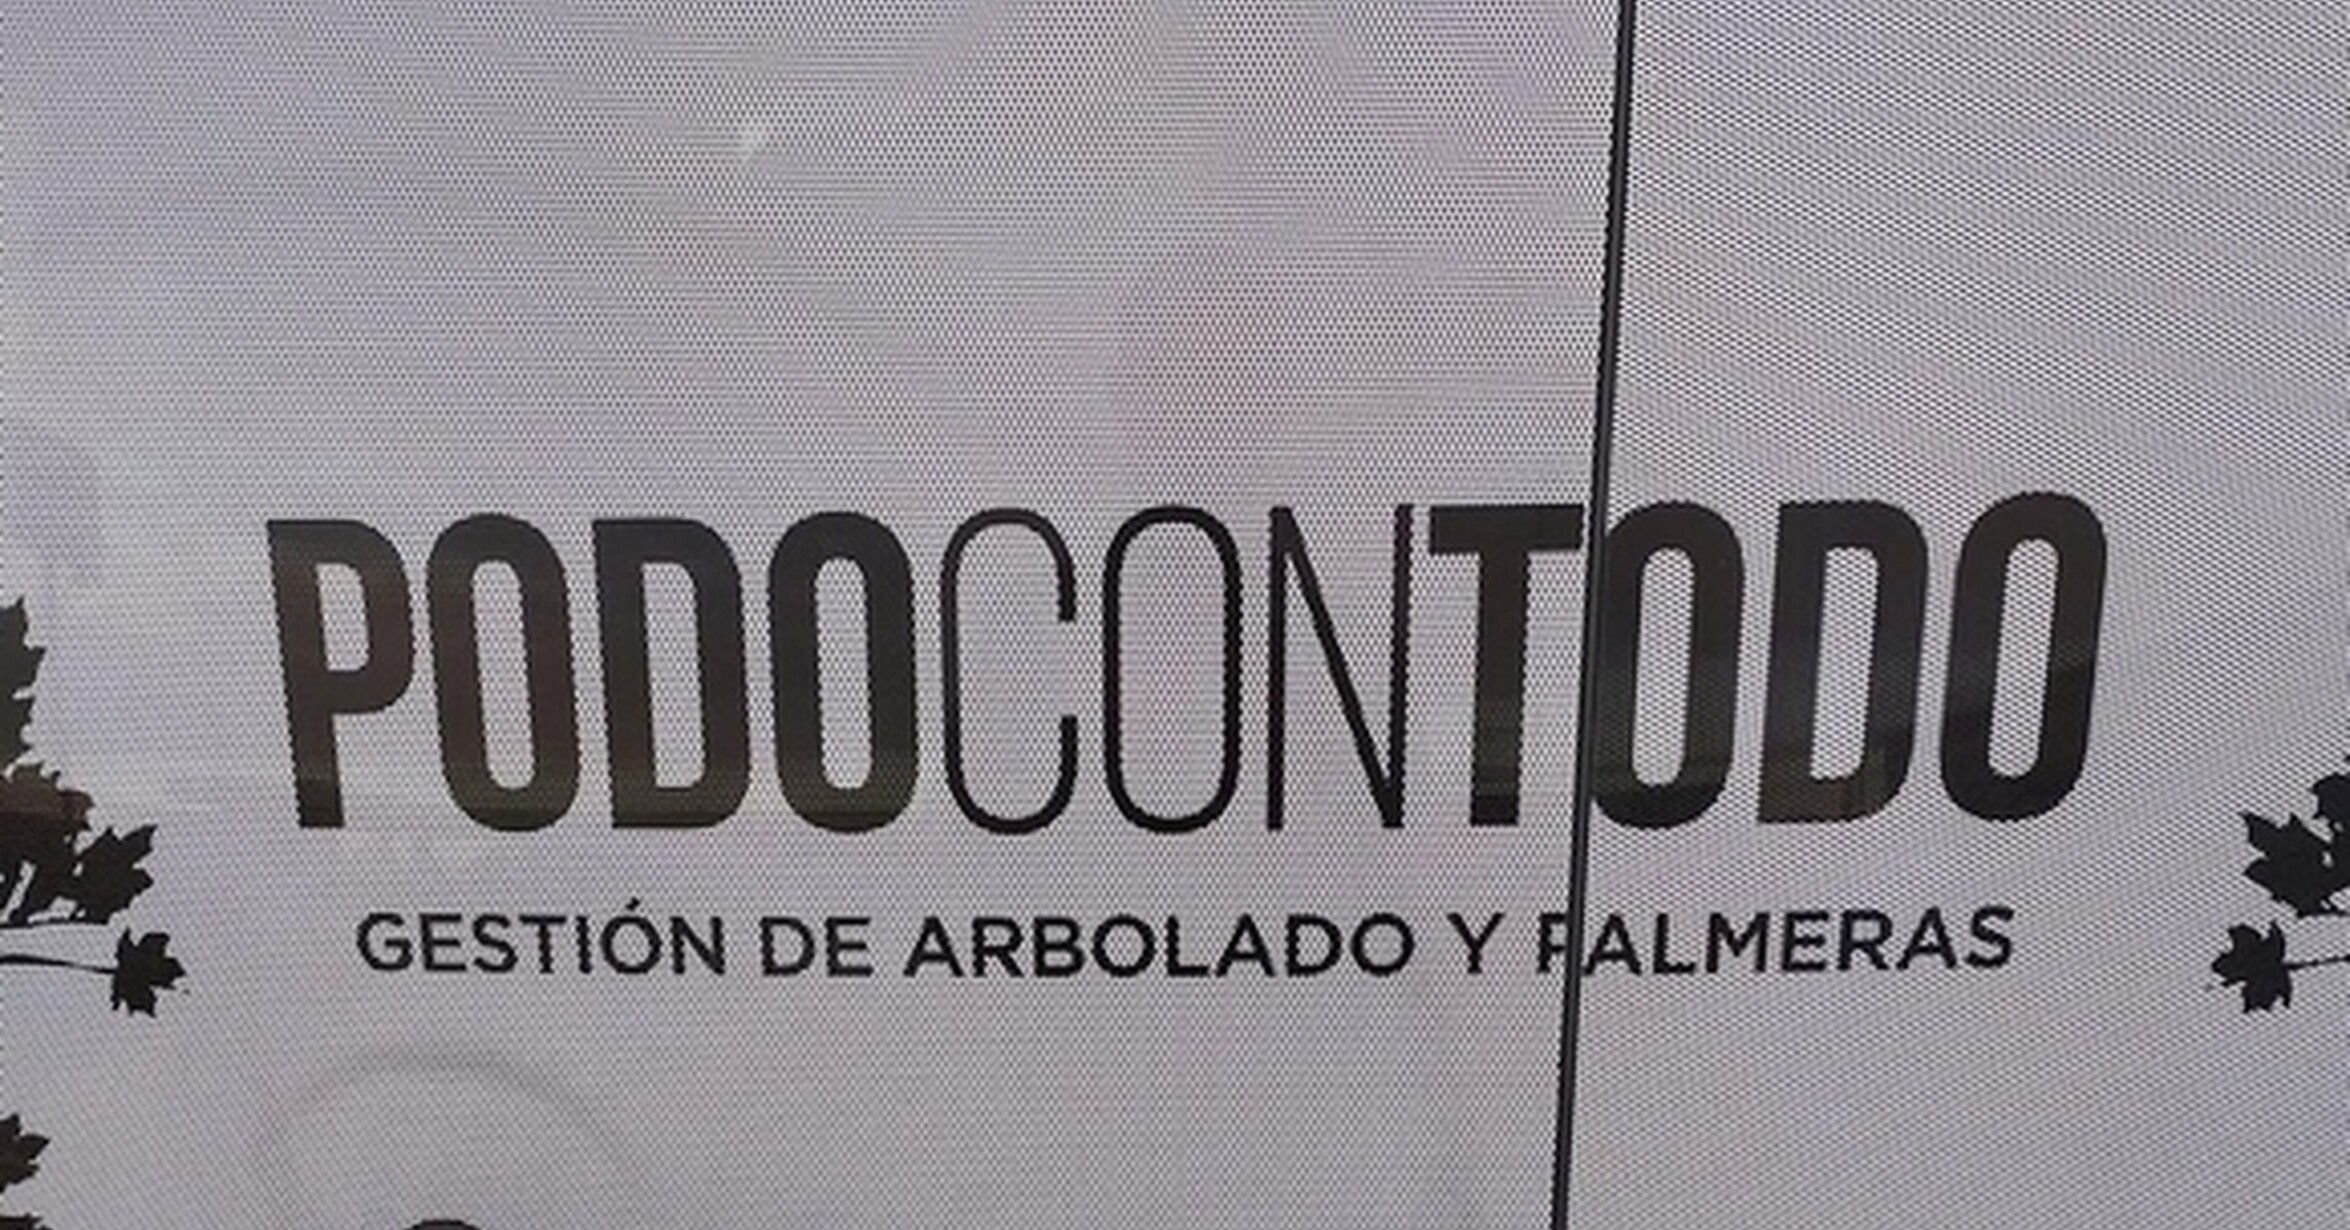 PODOCONTODO
GESTIÓN DE ARBOLADO Y PALMERAS